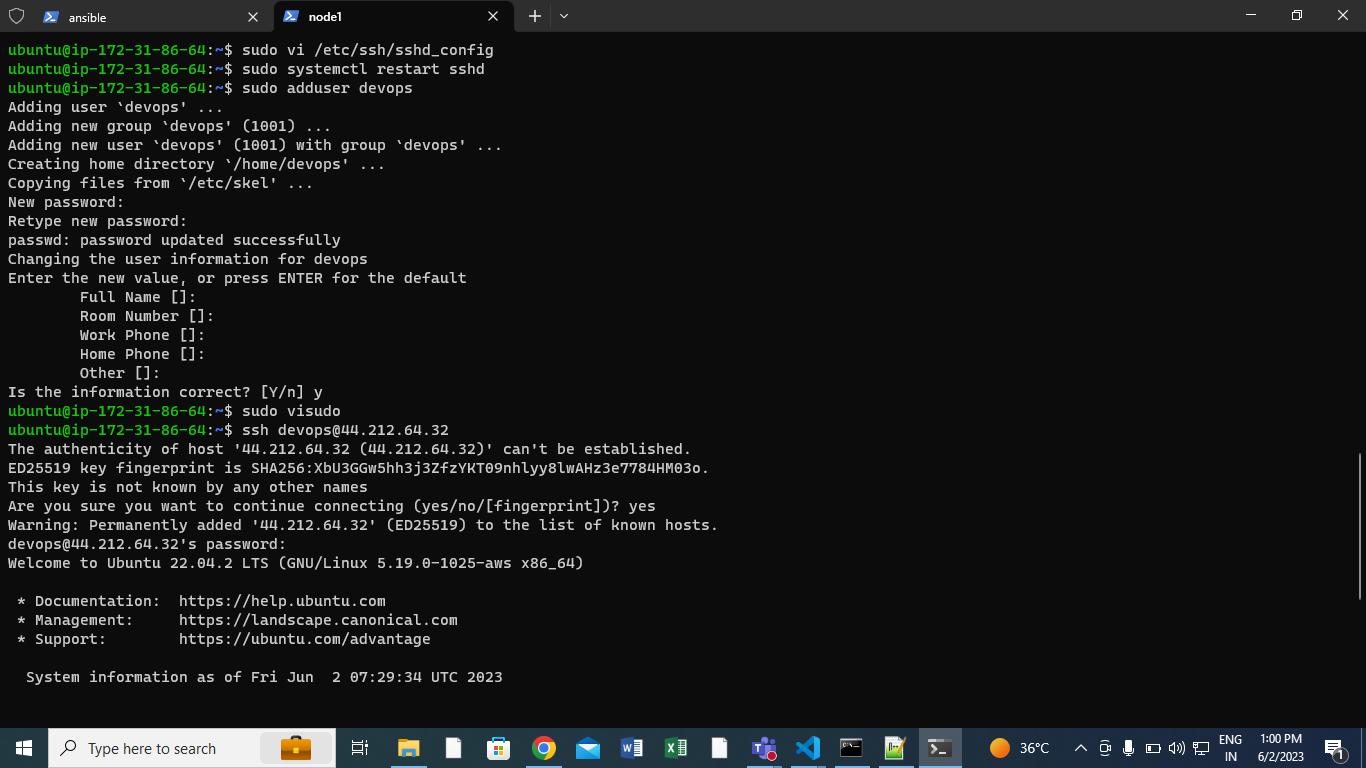 ansible
node1
ubuntu@ip-172-31-86-64:~$ sudo vi /etc/ssh/sshd_config
ubuntu@ip-172-31-86-64:~$ sudo systemctl restart sshd
ubuntu@ip-172-31-86-64:~$ sudo adduser devops
Adding user `devops' ...
Adding new group `devops' (1001) ...
Adding new user `devops' (1001) with group `devops' ...
Creating home directory `/home/devops' ...
Copying files from `/etc/skel' ...
New password:
Retype new password:
passwd: password updated successfully
Changing the user information for devops
Enter the new value, or press ENTER for the default
        Full Name []:
        Room Number []:
        Work Phone []:
        Home Phone []:
        Other []:
Is the information correct? [Y/n] y
ubuntu@ip-172-31-86-64:~$ sudo visudo
ubuntu@ip-172-31-86-64:~$ ssh devops@44.212.64.32
The authenticity of host '44.212.64.32 (44.212.64.32)' can't be established.
ED25519 key fingerprint is SHA256:XbU3GGw5hh3j3ZfzYKT09nhlyy8lwAHz3e7784HM03o.
This key is not known by any other names
Are you sure you want to continue connecting (yes/no/[fingerprint])? yes
Warning: Permanently added '44.212.64.32' (ED25519) to the list of known hosts.
devops@44.212.64.32's password:
Welcome to Ubuntu 22.04.2 LTS (GNU/Linux 5.19.0-1025-aws x86_64)
 * Documentation:  https://help.ubuntu.com
 * Management:     https://landscape.canonical.com
 * Support:        https://ubuntu.com/advantage
  System information as of Fri Jun  2 07:29:34 UTC 2023
Type here to search
36°C
ENG
IN
1:00 PM
6/2/2023
1